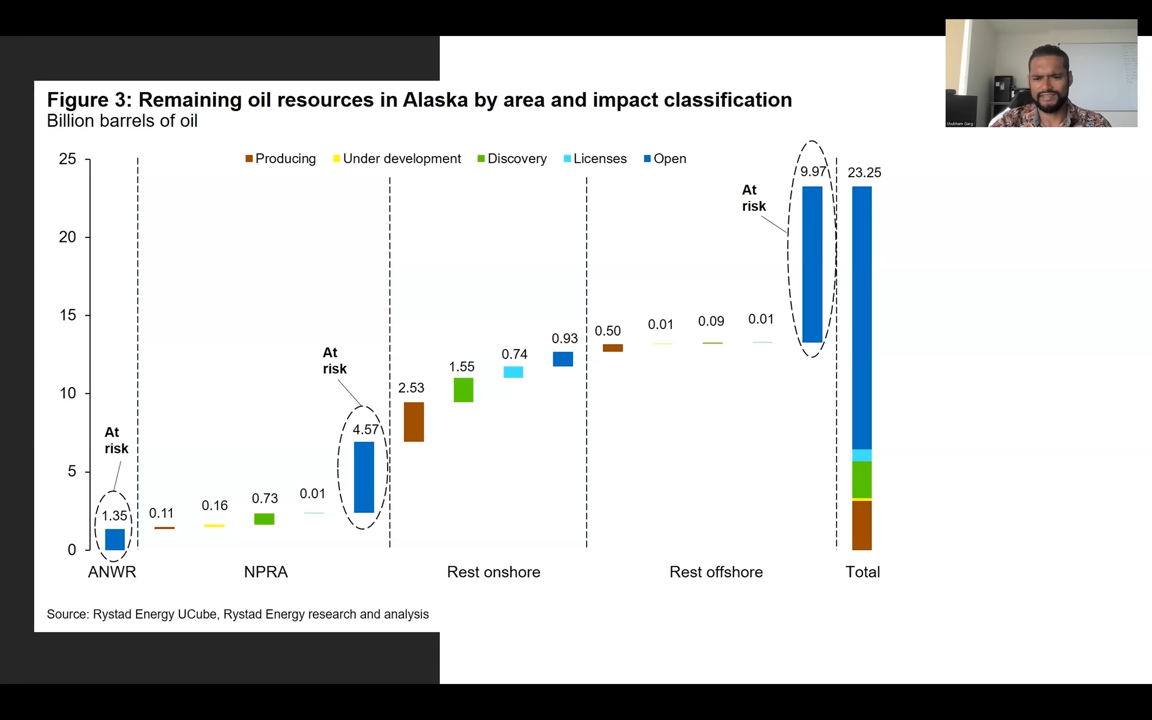 Figure 3: Remaining oil resources in Alaska by area and impact classification
Billion barrels of oil
Producing Under development Discovery Licenses Open
25
20
15
10
5
0
At
risk
1.35
0.11
0.16
0.73
0.01
At
risk
4.57
2.53
1.55
0.74
0.93
0.50
0.01
0.09
0.01
At
risk
9.97
23.25
ANWR NPRA Rest onshore Rest offshore Total
Source: Rystad Energy UCube, Rystad Energy research and analysis
Shubham Garg